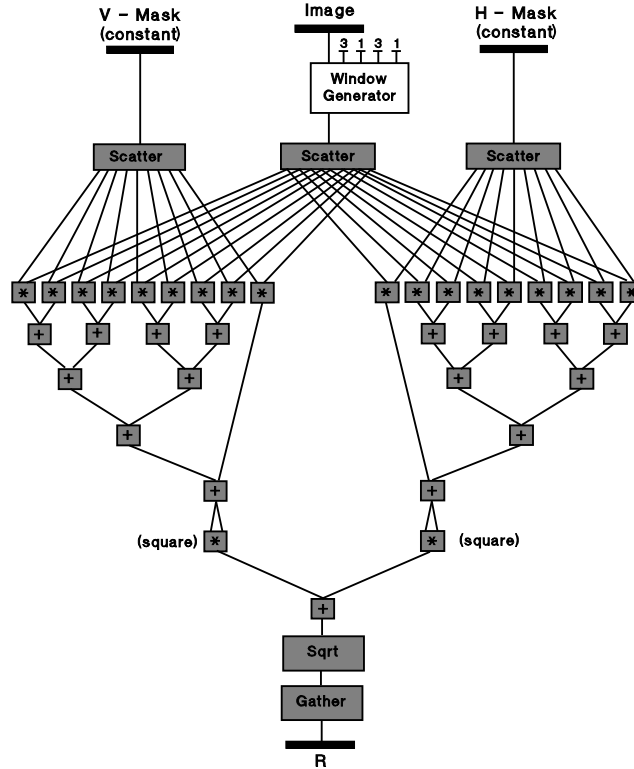 V - Mask
(constant)
Image
H - Mask
(constant)
3 1 3 1
Window
Generator
Scatter
Scatter
Scatter
* * * * * * * * *
* * * * * * * * *
+ + + +
+ + + +
+ +
+ +
+
+
+
+
(square)
*
*
(square)
+
Sqrt
Gather
R